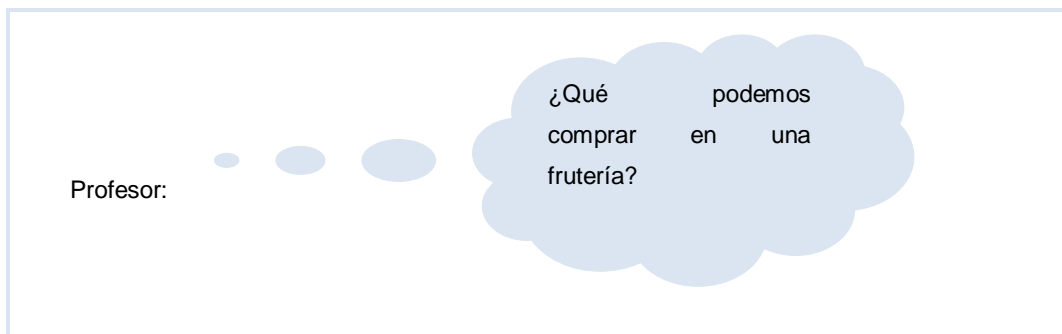 ¿Qué podemos
comprar en una
frutería?
Profesor: